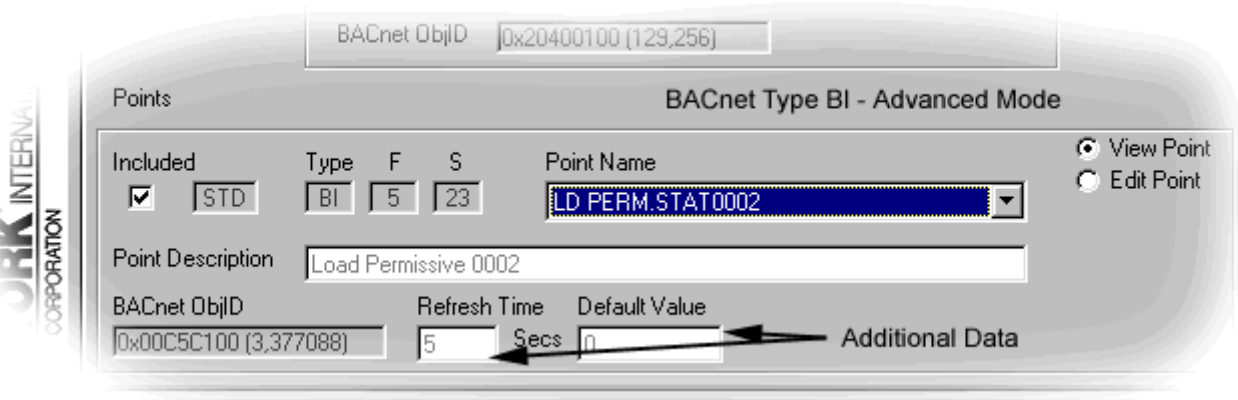 BACnet ObjID 0x20400100 (129,256)
Points BACnet Type BI - Advanced Mode
Included Type F S Point Name View Point
STD BI 5 23 LD PERM.STAT0002 Edit Point
Point Description Load Permissive 0002
BACnet ObjID Refresh Time Default Value
0x00C5C100 (3,377088) 5 Secs 0 Additional Data
CORPORATION